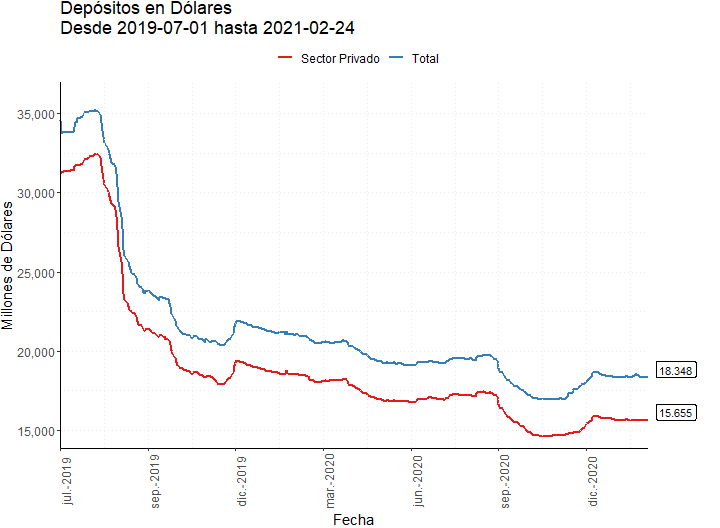 Depósitos en Dólares
Desde 2019-07-01 hasta 2021-02-24
Sector Privado Total
Millones de Dólares
35,000
30,000
25,000
20,000
15,000
18.348
15.655
jul.-2019
sep.-2019
dic.-2019
mar.-2020
jun.-2020
sep.-2020
dic.-2020
Fecha